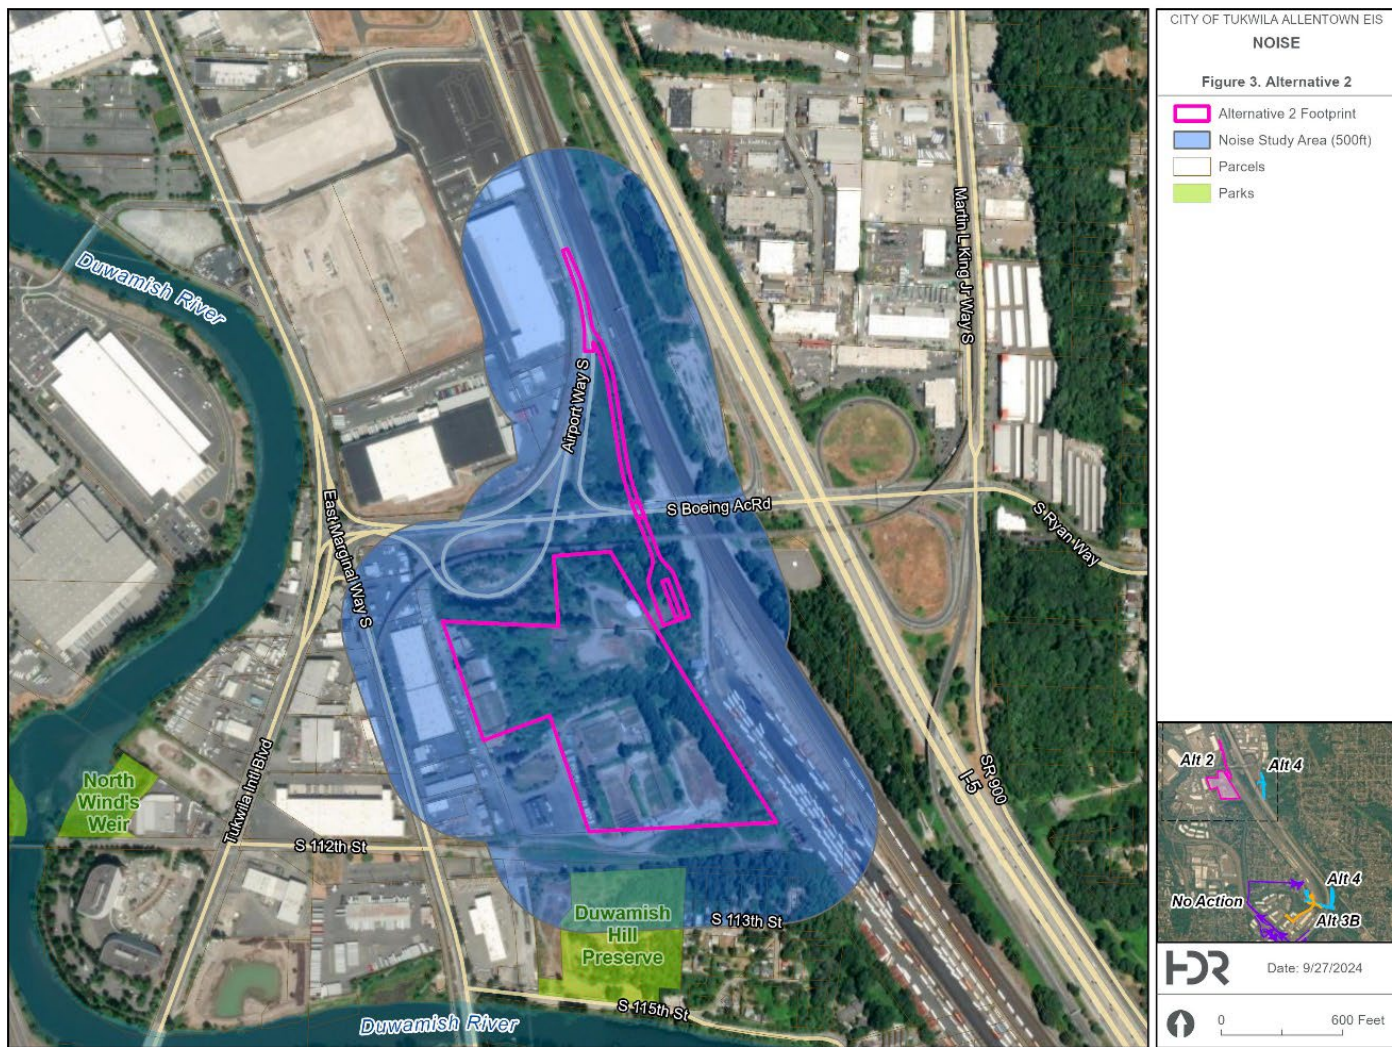 CITY OF TUKWILA ALLENTOWN EIS
NOISE
Figure 3. Alternative 2
Alternative 2 Footprint
Noise Study Area (500ft)
Parcels
Parks
Duwamish River
Airport Way S
Martin L King Jr Way S
S Boeing AcRd
S Ryan Way
East Marginal Way S
Tukwila Intl Blvd
North
Wind's
Weir
S 112th St
SR 900
I-5
Duwamish
Hill
Preserve
S 113th St
S 115th St
Duwamish River
Alt 2
Alt 4
No Action
Alt 4
Alt 3B
HDR
Date: 9/27/2024
0
600 Feet